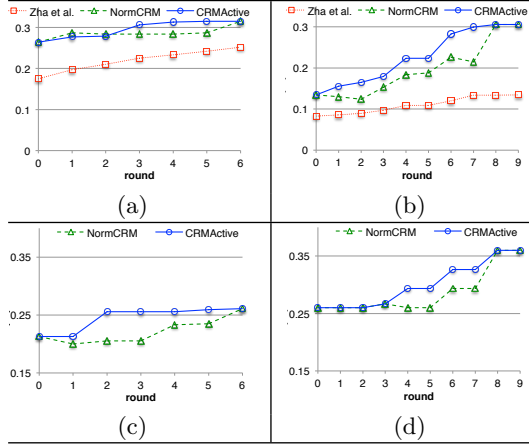 Zha et al. NormCRM CRMActive
0.3
0.2
0.1
0
0 1 2 3 4 5 6
round
(a)
Zha et al. NormCRM CRMActive
0.3
0.2
0.1
0
0 1 2 3 4 5 6 7 8 9
round
(b)
NormCRM CRMActive
0.35
0.25
0.15
0 1 2 3 4 5 6
round
(c)
NormCRM CRMActive
0.35
0.25
0.15
0 1 2 3 4 5 6 7 8 9
round
(d)